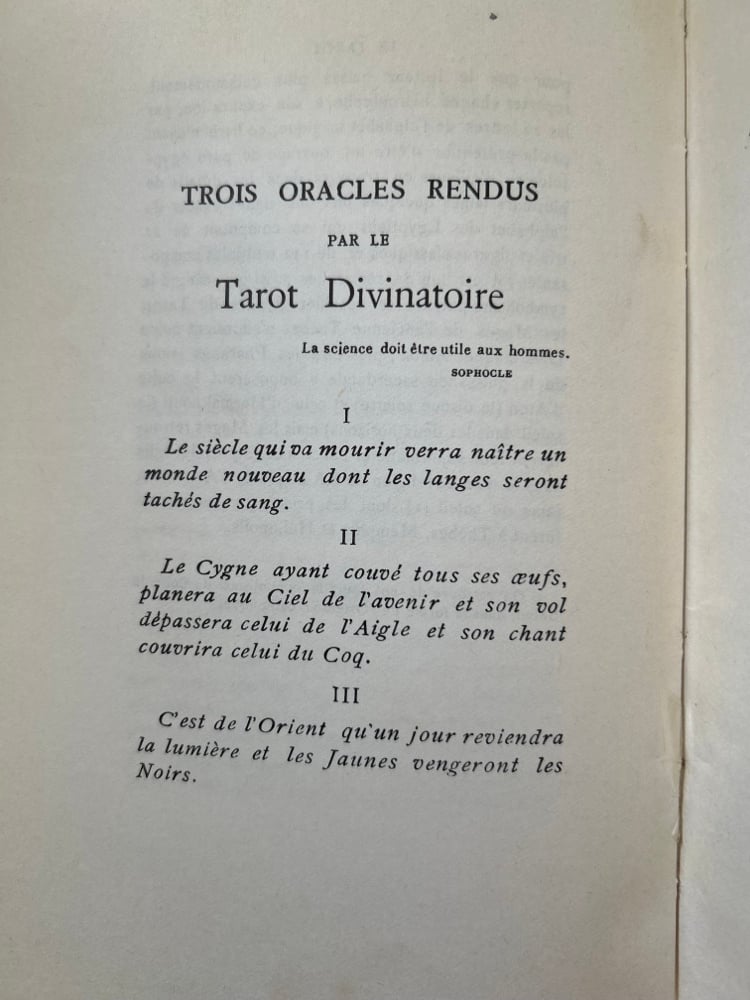 TROIS ORACLES RENDUS
PAR LE
Tarot Divinatoire
La science doit être utile aux hommes.
SOPHOCLE
I
Le siècle qui va mourir verra naître un
monde nouveau dont les langes seront
tachés de sang.
II
Le Cygne ayant couvé tous ses œufs,
planera au Ciel de l'avenir et son vol
dépassera celui de l'Aigle et son chant
couvrira celui du Coq.
III
C'est de l'Orient qu'un jour reviendra
la lumière et les Jaunes vengeront les
Noirs.